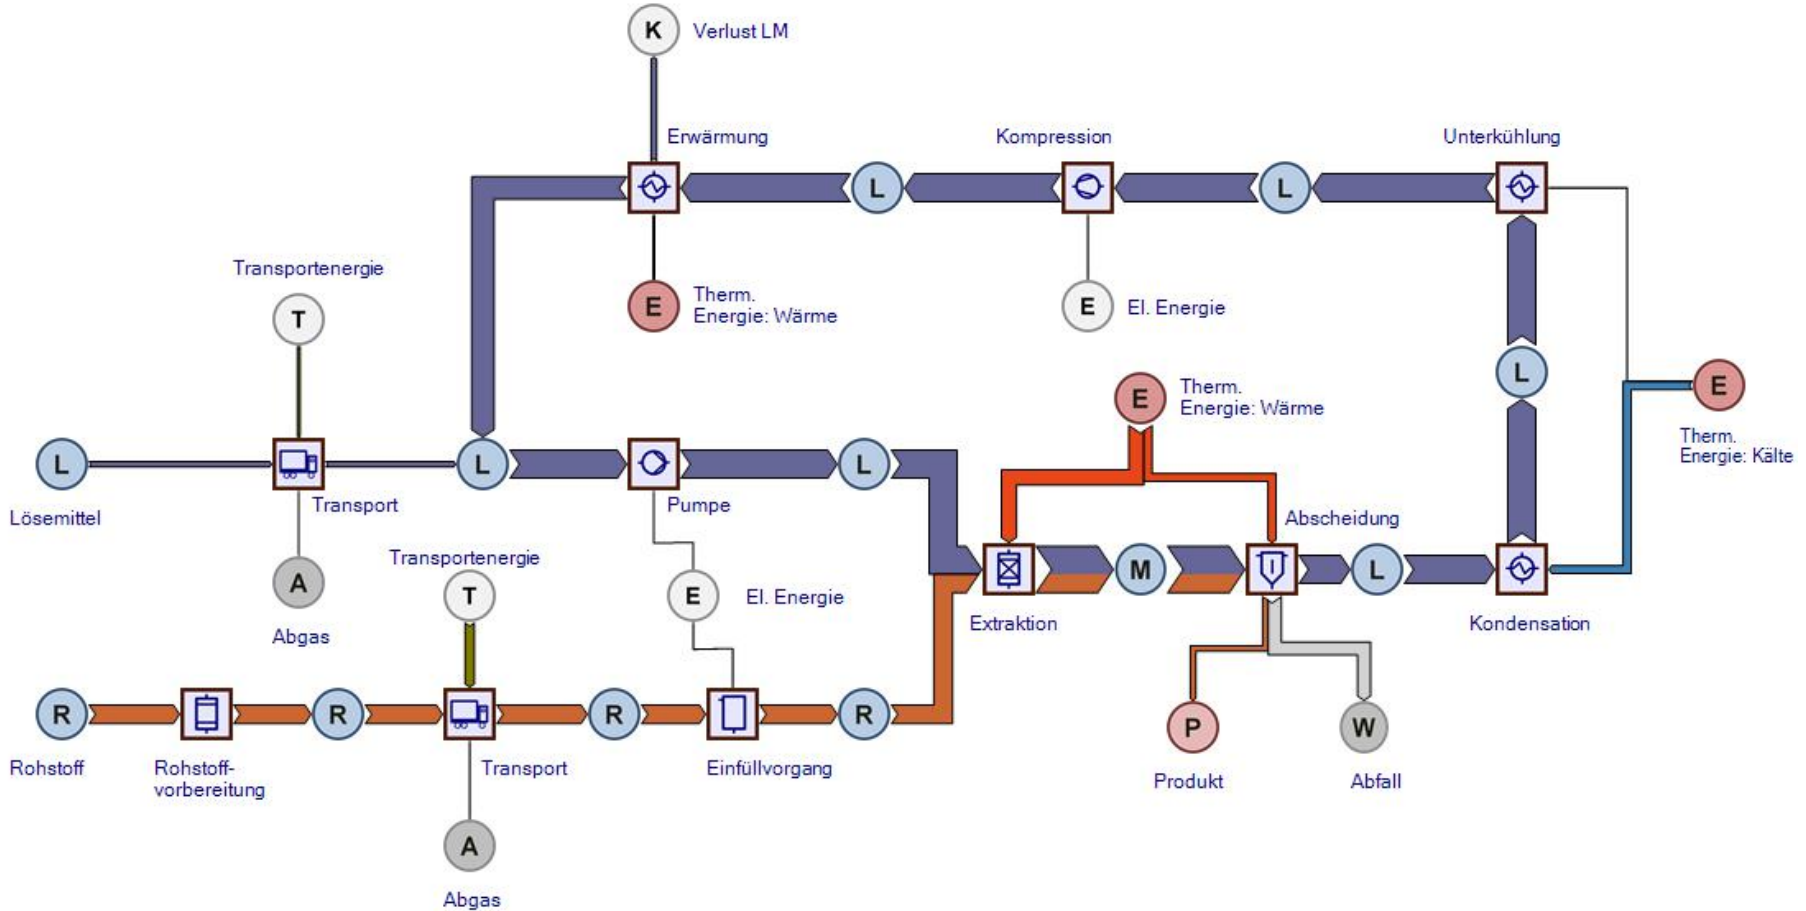 K
Verlust LM
Erwärmung
Kompression
Unterkühlung
L
L
Transportenergie
T
E
Therm.
Energie: Wärme
E
El. Energie
L
E
Therm.
Energie: Wärme
E
Therm.
Energie: Kälte
L
L
L
Lösemittel
Transport
Pumpe
Abscheidung
Transportenergie
A
Abgas
T
E
El. Energie
M
L
Extraktion
Kondensation
R
R
R
R
P
W
Rohstoff
Rohstoff-
vorbereitung
Transport
Einfüllvorgang
Produkt
Abfall
A
Abgas